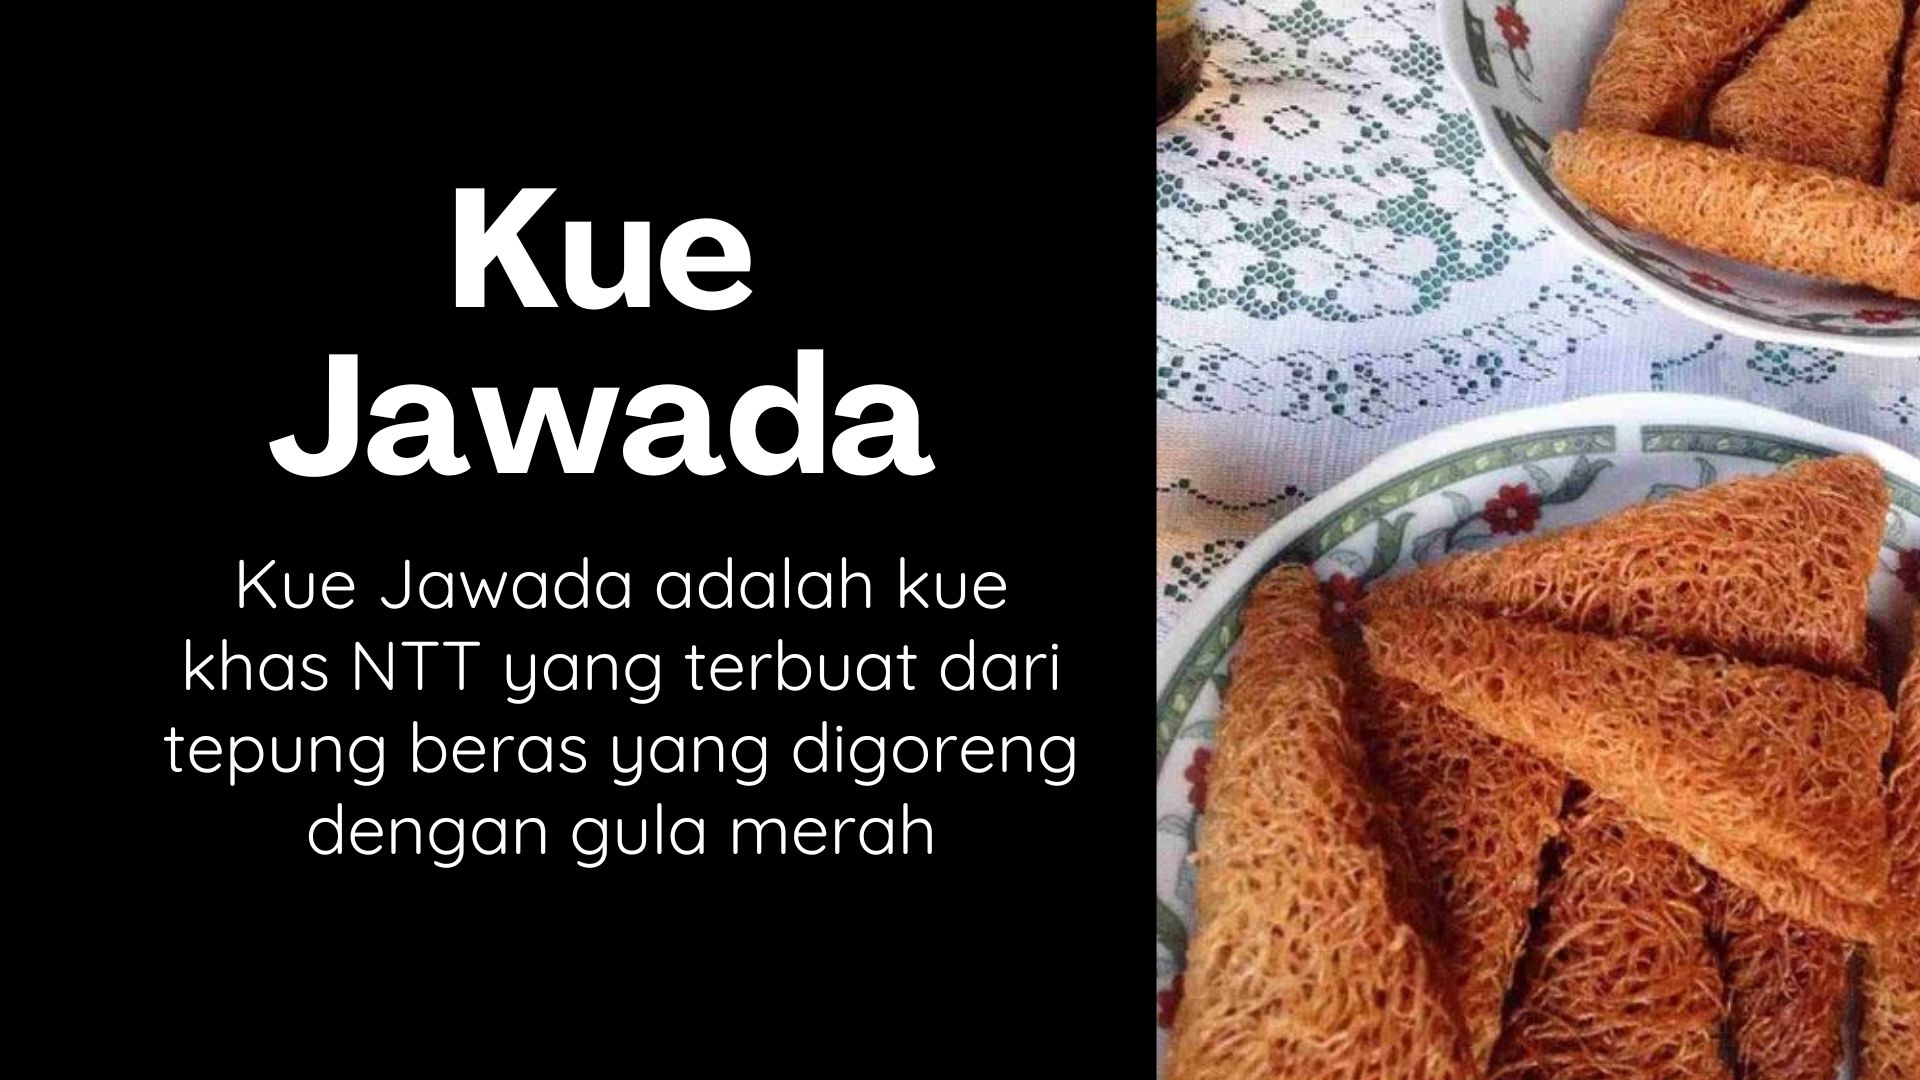 Kue
Jawada
Kue Jawada adalah kue
khas NTT yang terbuat dari
tepung beras yang digoreng
dengan gula merah